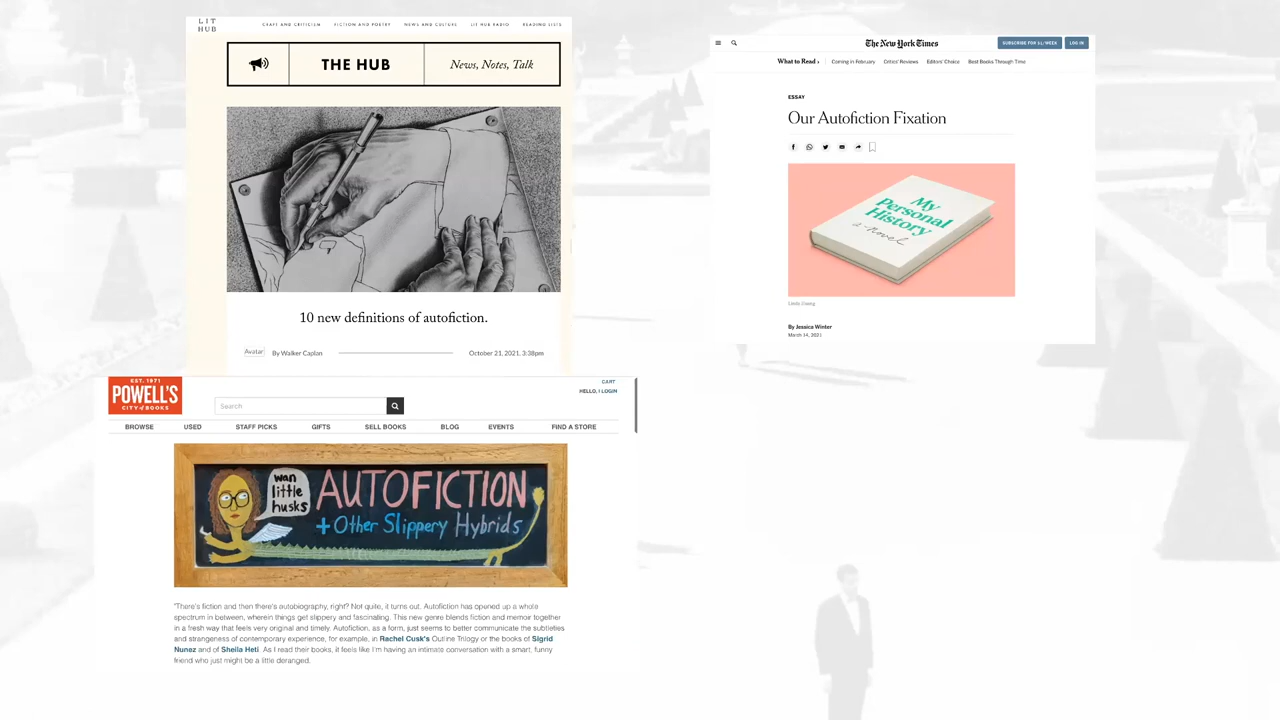 LIT
HUB
CRAFT AND CRITICISM FICTION AND POETRY NEWS AND CULTURE LIT HUB RADIO READING LISTS
THE HUB
News, Notes, Talk
10 new definitions of autofiction.
Avatar By Walker Caplan October 21, 2021, 3:38pm
The New York Times
SUBSCRIBE FOR $1/WEEK LOG IN
What to Read › Coming in February Critics' Reviews Editors' Choice Best Books Through Time
ESSAY
Our Autofiction Fixation
My
Personal
History
a novel
By Jessica Winter
March 14, 2021
EST. 1971
POWELL'S
CITY of BOOKS
Search
CART
HELLO, | LOGIN
BROWSE USED STAFF PICKS GIFTS SELL BOOKS BLOG EVENTS FIND A STORE
wan
little
husks
AUTOFICTION
+ Other Slippery Hybrids
"There's fiction and then there's autobiography, right? Not quite, it turns out. Autofiction has opened up a whole
spectrum in between, wherein things get slippery and fascinating. This new genre blends fiction and memoir together
in a fresh way that feels very original and timely. Autofiction, as a form, just seems to better communicate the subtleties
and strangeness of contemporary experience, for example, in Rachel Cusk's Outline Trilogy or the books of Sigrid
Nunez and of Sheila Heti. As I read their books, it feels like I'm having an intimate conversation with a smart, funny
friend who just might be a little deranged.